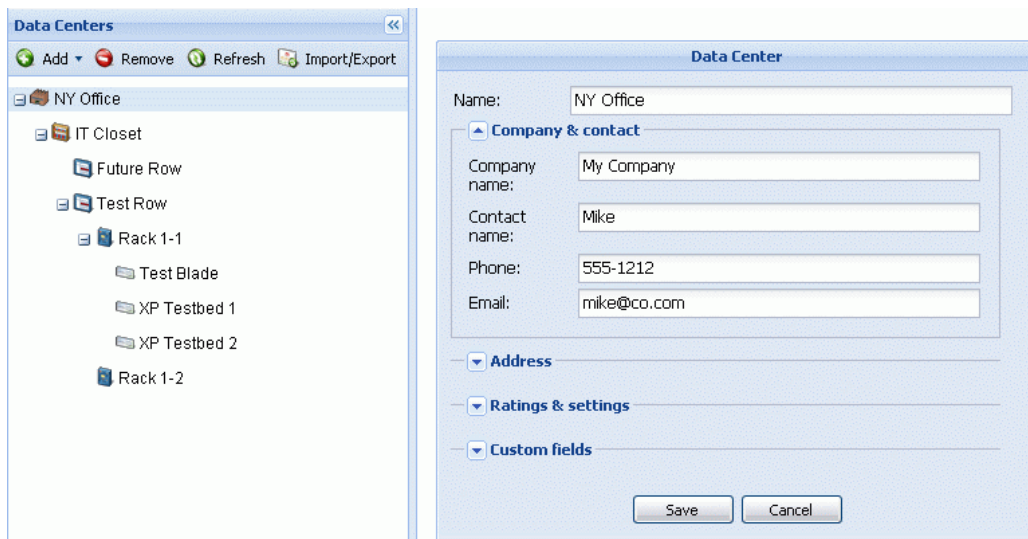 Data Centers
Add Remove Refresh Import/Export
NY Office
IT Closet
Future Row
Test Row
Rack 1-1
Test Blade
XP Testbed 1
XP Testbed 2
Rack 1-2
Data Center
Name: NY Office
Company & contact
Company name: My Company
Contact name: Mike
Phone: 555-1212
Email: mike@co.com
Address
Ratings & settings
Custom fields
Save Cancel